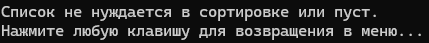 Список не нуждается в сортировке или пуст.
Нажмите любую клавишу для возвращения в меню...